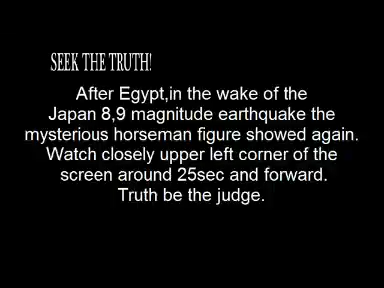 SEEK THE TRUTH!
After Egypt,in the wake of the
Japan 8,9 magnitude earthquake the
mysterious horseman figure showed again.
Watch closely upper left corner of the
screen around 25sec and forward.
Truth be the judge.